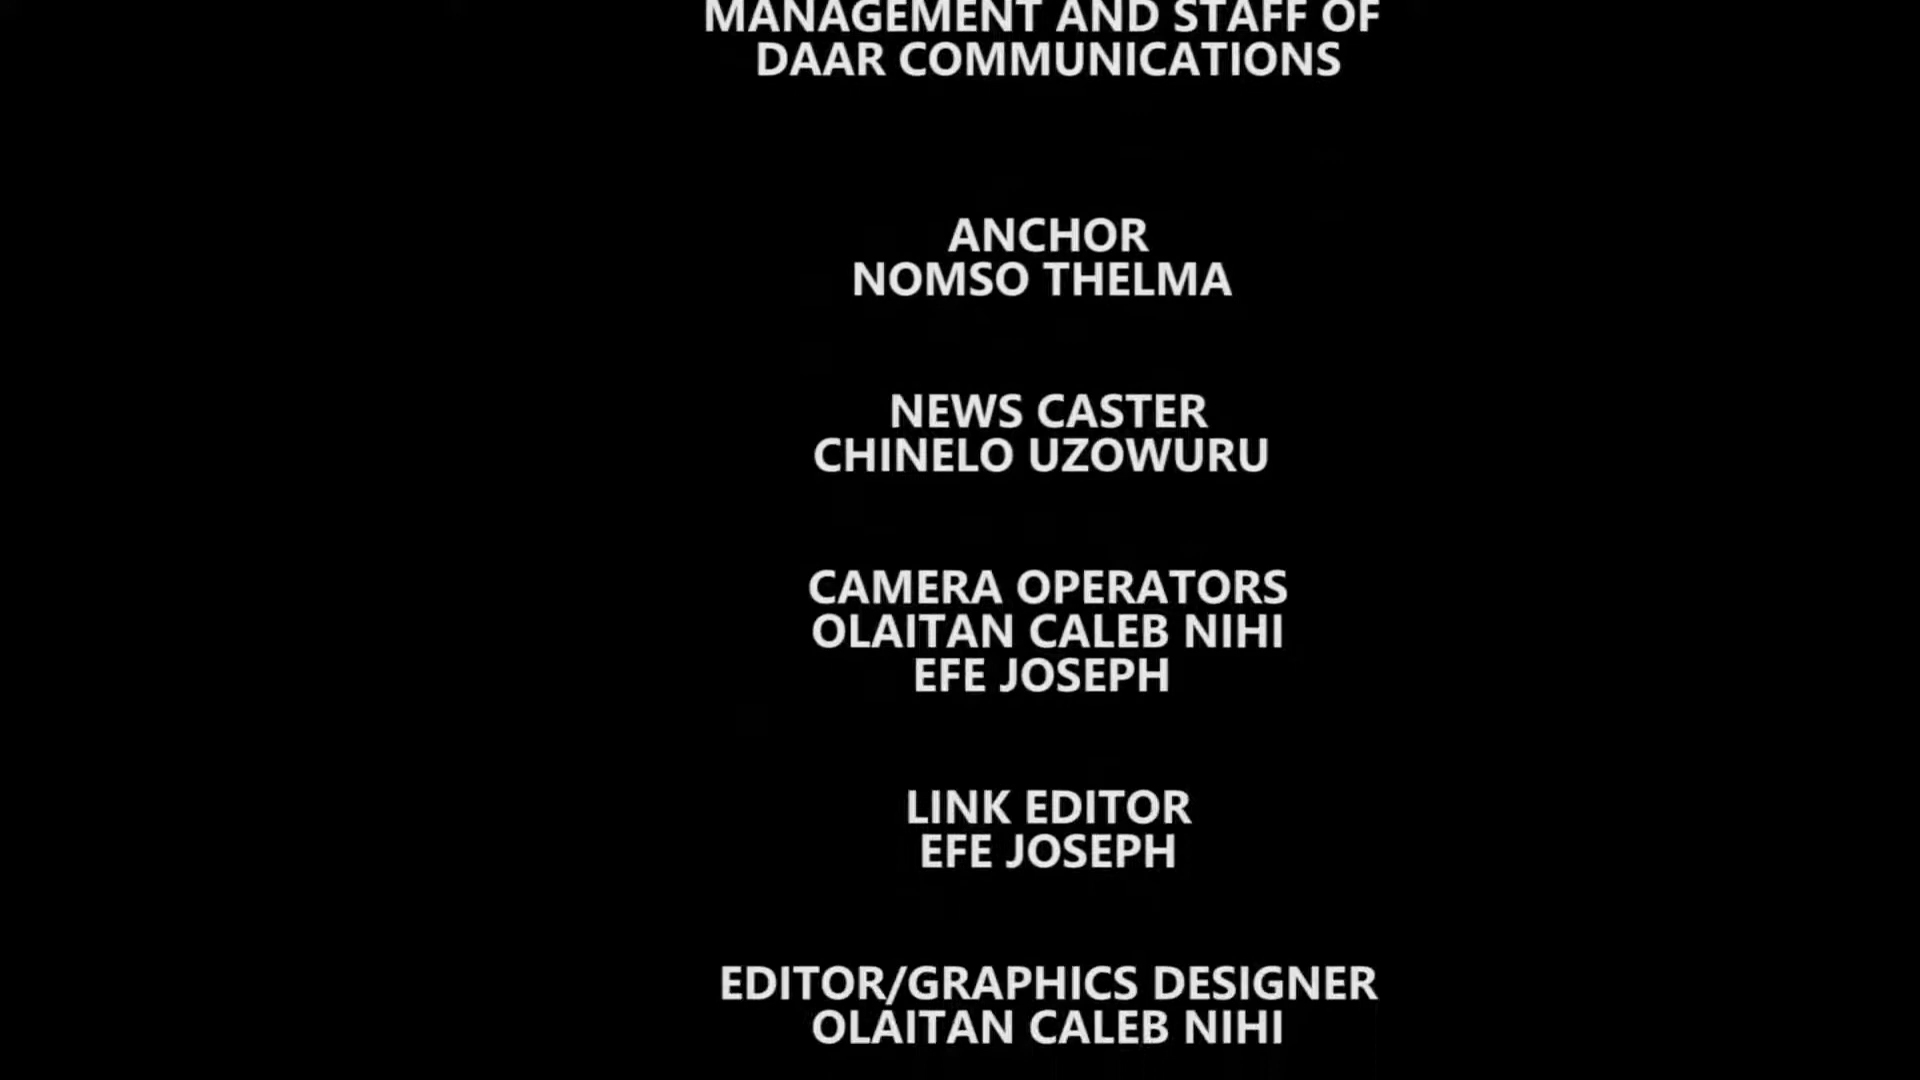 MANAGEMENT AND STAFF OF
DAAR COMMUNICATIONS
ANCHOR
NOMSO THELMA
NEWS CASTER
CHINELO UZOWURU
CAMERA OPERATORS
OLAITAN CALEB NIHI
EFE JOSEPH
LINK EDITOR
EFE JOSEPH
EDITOR/GRAPHICS DESIGNER
OLAITAN CALEB NIHI